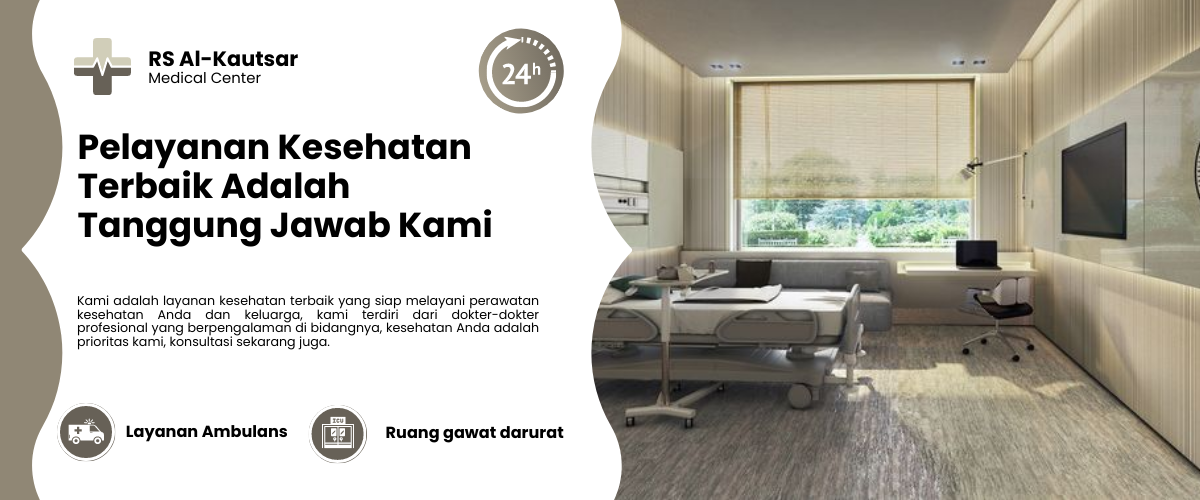 RS Al-Kautsar
Medical Center
24h
Pelayanan Kesehatan
Terbaik Adalah
Tanggung Jawab Kami
Kami adalah layanan kesehatan terbaik yang siap melayani perawatan
kesehatan Anda dan keluarga, kami terdiri dari dokter-dokter
profesional yang berpengalaman di bidangnya, kesehatan Anda adalah
prioritas kami, konsultasi sekarang juga.
Layanan Ambulans
ICU
Ruang gawat darurat